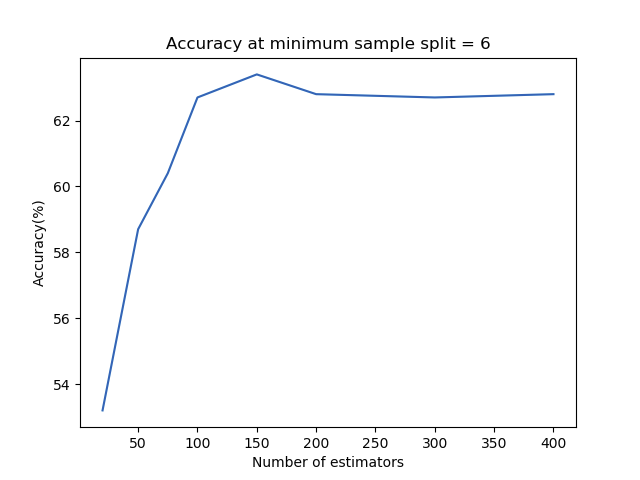 Accuracy at minimum sample split = 6
62
60
58
56
54
Accuracy(%)
50 100 150 200 250 300 350 400
Number of estimators